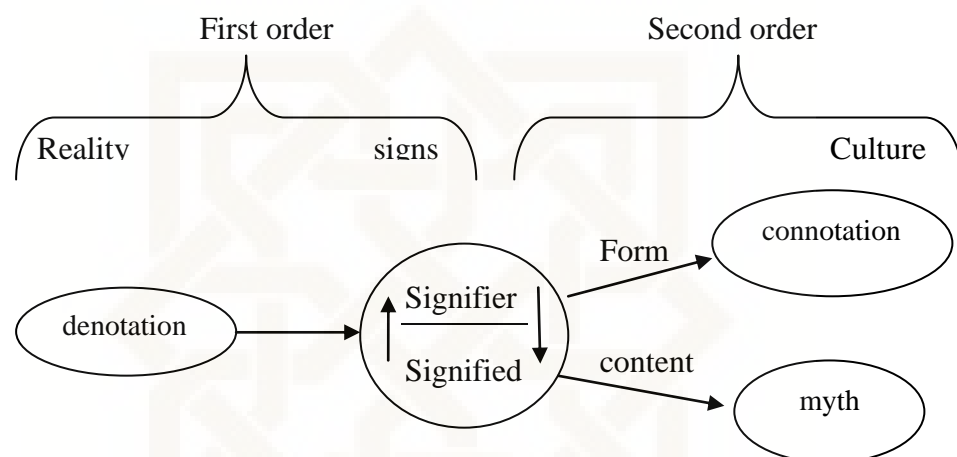 First order
Second order
Reality
signs
Culture
connotation
Form
Signifier
denotation
Signified
content
myth